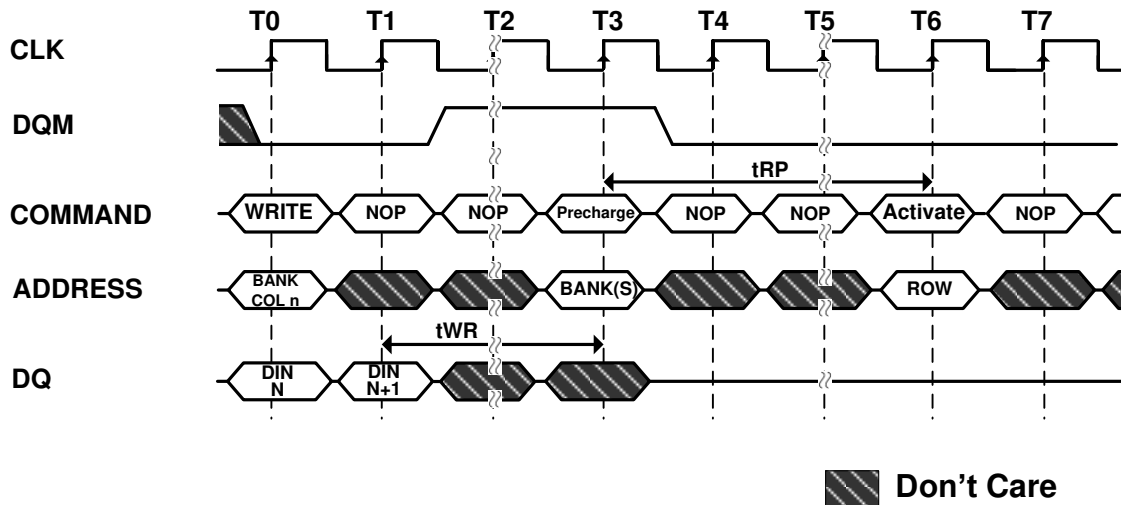 T0 T1 T2 T3 T4 T5 T6 T7
CLK
DQM
tRP
COMMAND WRITE NOP NOP Precharge NOP NOP Activate NOP
ADDRESS BANK COL n BANK(S) ROW
tWR
DQ DIN N DIN N+1
Don't Care